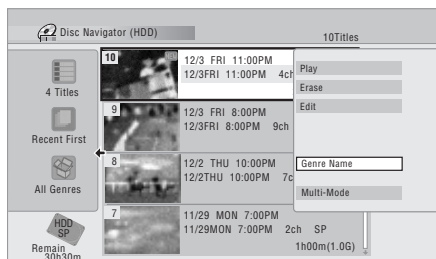 Disc Navigator (HDD)
10Titles
4 Titles
Recent First
All Genres
HDD
SP
Remain
30h30m
10
12/3 FRI 11:00PM
12/3FRI 11:00PM 4ch
9
12/3 FRI 8:00PM
12/3FRI 8:00PM 9ch
8
12/2 THU 10:00PM
12/2THU 10:00PM 7c
7
11/29 MON 7:00PM
11/29MON 7:00PM 2ch SP
1h00m(1.0G)
Play
Erase
Edit
Genre Name
Multi-Mode